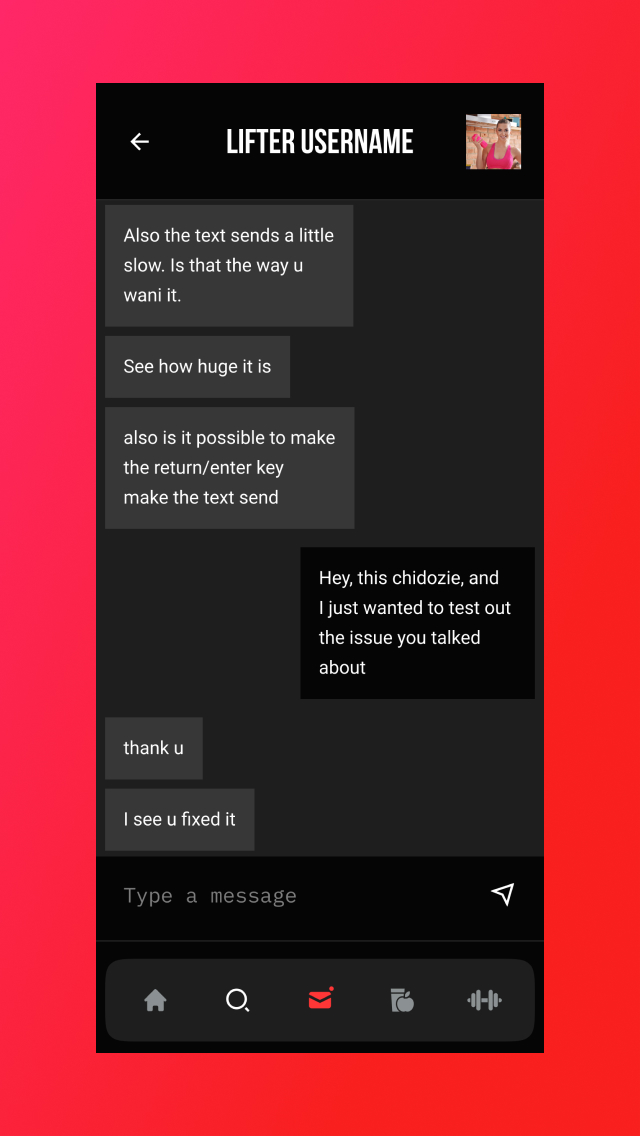 LIFTER USERNAME
Also the text sends a little
slow. Is that the way u
wani it.
See how huge it is
also is it possible to make
the return/enter key
make the text send
Hey, this chidozie, and
I just wanted to test out
the issue you talked
about
thank u
I see u fixed it
Type a message